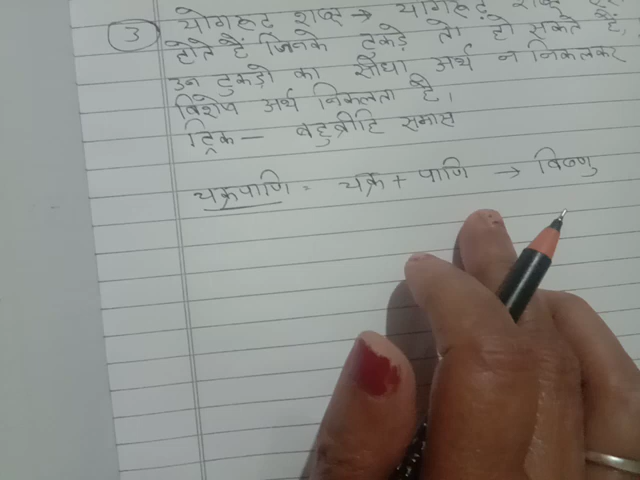 ③ योगरूढ़ शब्द → योगरूढ़ शब्द
होते हैं जिनके टुकड़े तो हो सकते हैं,
उन टुकड़ो का सीधा अर्थ न निकलकर
विशेष अर्थ निकलता है।
ट्रिक – बहुव्रीहि समास
चक्रपाणि = चक्र + पाणि → विष्णु